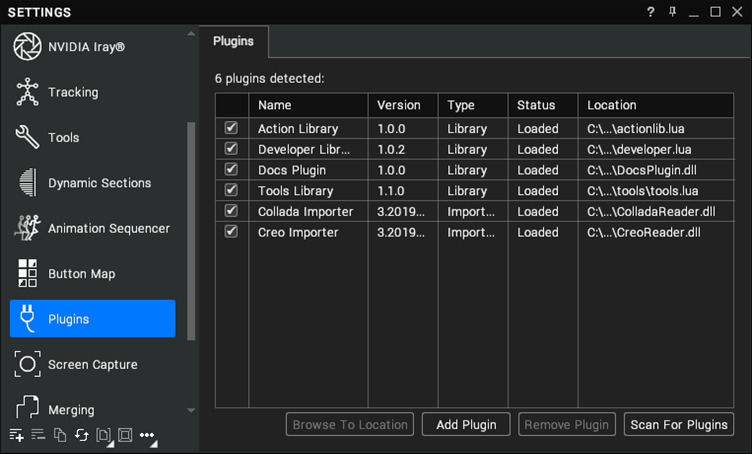 SETTINGS
?
NVIDIA Iray®
Tracking
Tools
Dynamic Sections
Animation Sequencer
Button Map
Plugins
Screen Capture
Merging
Plugins
6 plugins detected:
Name Version Type Status Location
Action Library 1.0.0 Library Loaded C:\...\actionlib.lua
Developer Libr... 1.0.2 Library Loaded C:\...\developer.lua
Docs Plugin 1.0.0 Library Loaded C:\...\DocsPlugin.dll
Tools Library 1.1.0 Library Loaded C:\...\tools\tools.lua
Collada Importer 3.2019... Import... Loaded C:\...\ColladaReader.dll
Creo Importer 3.2019... Import... Loaded C:\...\CreoReader.dll
Browse To Location Add Plugin Remove Plugin Scan For Plugins